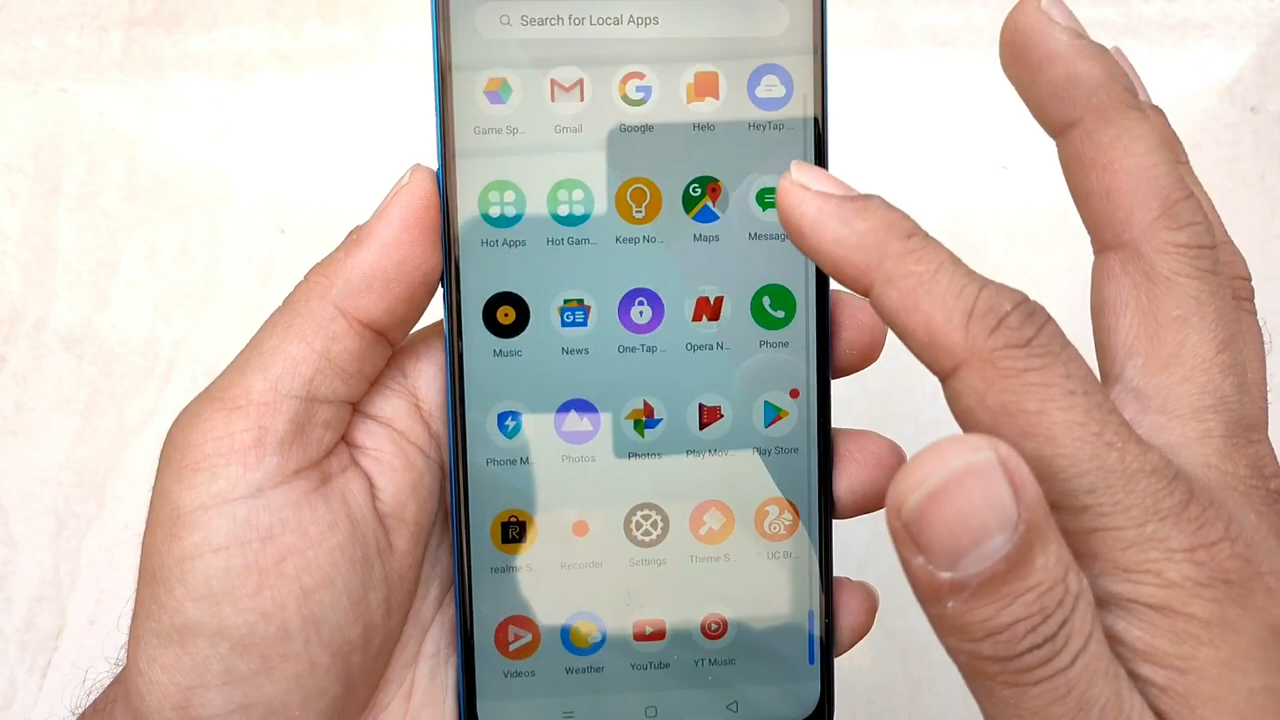 Search for Local Apps
Game Sp... Gmail Google Helo HeyTap ...
Hot Apps Hot Gam... Keep No... Maps Message
Music News One-Tap ... Opera N... Phone
Phone M... Photos Photos Play Mov... Play Store
realme S... Recorder Settings Theme S... UC Br...
Videos Weather YouTube YT Music